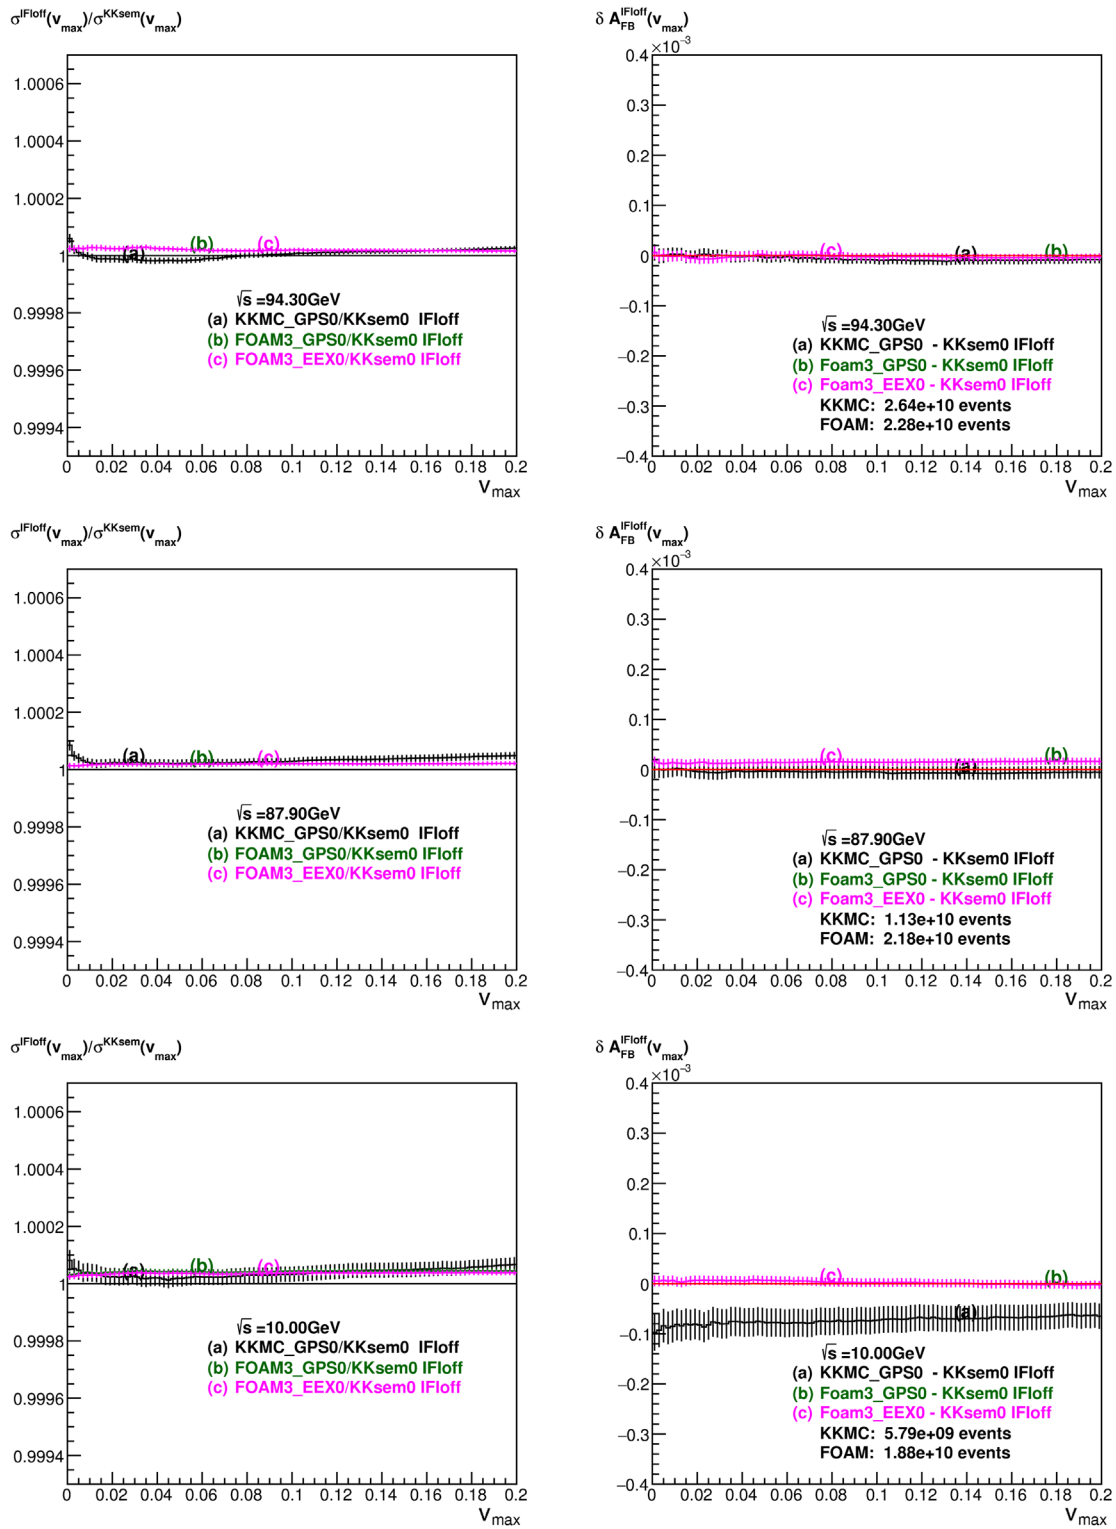 σ^IFIoff(v_max)/σ^KKsem(v_max)
1.0006
1.0004
1.0002
1
0.9998
0.9996
0.9994
(a)
(b)
(c)
√s =94.30GeV
(a) KKMC_GPS0/KKsem0 IFIoff
(b) FOAM3_GPS0/KKsem0 IFIoff
(c) FOAM3_EEX0/KKsem0 IFIoff
0 0.02 0.04 0.06 0.08 0.1 0.12 0.14 0.16 0.18 0.2
v_max
δ A_FB^IFIoff(v_max)
×10^−3
0.4
0.3
0.2
0.1
0
−0.1
−0.2
−0.3
−0.4
(c)
(a)
(b)
√s =94.30GeV
(a) KKMC_GPS0 - KKsem0 IFIoff
(b) Foam3_GPS0 - KKsem0 IFIoff
(c) Foam3_EEX0 - KKsem0 IFIoff
KKMC: 2.64e+10 events
FOAM: 2.28e+10 events
0 0.02 0.04 0.06 0.08 0.1 0.12 0.14 0.16 0.18 0.2
v_max
σ^IFIoff(v_max)/σ^KKsem(v_max)
1.0006
1.0004
1.0002
1
0.9998
0.9996
0.9994
(a)
(b)
(c)
√s =87.90GeV
(a) KKMC_GPS0/KKsem0 IFIoff
(b) FOAM3_GPS0/KKsem0 IFIoff
(c) FOAM3_EEX0/KKsem0 IFIoff
0 0.02 0.04 0.06 0.08 0.1 0.12 0.14 0.16 0.18 0.2
v_max
δ A_FB^IFIoff(v_max)
×10^−3
0.4
0.3
0.2
0.1
0
−0.1
−0.2
−0.3
−0.4
(c)
(a)
(b)
√s =87.90GeV
(a) KKMC_GPS0 - KKsem0 IFIoff
(b) Foam3_GPS0 - KKsem0 IFIoff
(c) Foam3_EEX0 - KKsem0 IFIoff
KKMC: 1.13e+10 events
FOAM: 2.18e+10 events
0 0.02 0.04 0.06 0.08 0.1 0.12 0.14 0.16 0.18 0.2
v_max
σ^IFIoff(v_max)/σ^KKsem(v_max)
1.0006
1.0004
1.0002
1
0.9998
0.9996
0.9994
(a)
(b)
(c)
√s =10.00GeV
(a) KKMC_GPS0/KKsem0 IFIoff
(b) FOAM3_GPS0/KKsem0 IFIoff
(c) FOAM3_EEX0/KKsem0 IFIoff
0 0.02 0.04 0.06 0.08 0.1 0.12 0.14 0.16 0.18 0.2
v_max
δ A_FB^IFIoff(v_max)
×10^−3
0.4
0.3
0.2
0.1
0
−0.1
−0.2
−0.3
−0.4
(c)
(b)
(a)
√s =10.00GeV
(a) KKMC_GPS0 - KKsem0 IFIoff
(b) Foam3_GPS0 - KKsem0 IFIoff
(c) Foam3_EEX0 - KKsem0 IFIoff
KKMC: 5.79e+09 events
FOAM: 1.88e+10 events
0 0.02 0.04 0.06 0.08 0.1 0.12 0.14 0.16 0.18 0.2
v_max